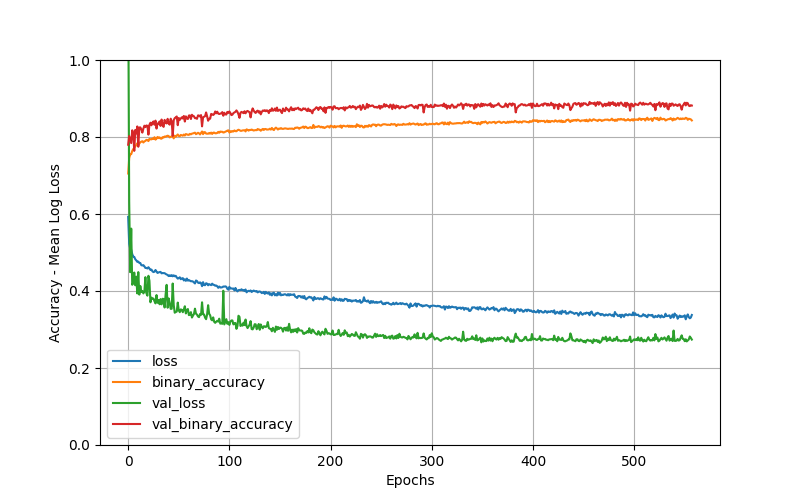 1.0
0.8
0.6
0.4
0.2
0.0
Accuracy - Mean Log Loss
loss
binary_accuracy
val_loss
val_binary_accuracy
0 100 200 300 400 500
Epochs